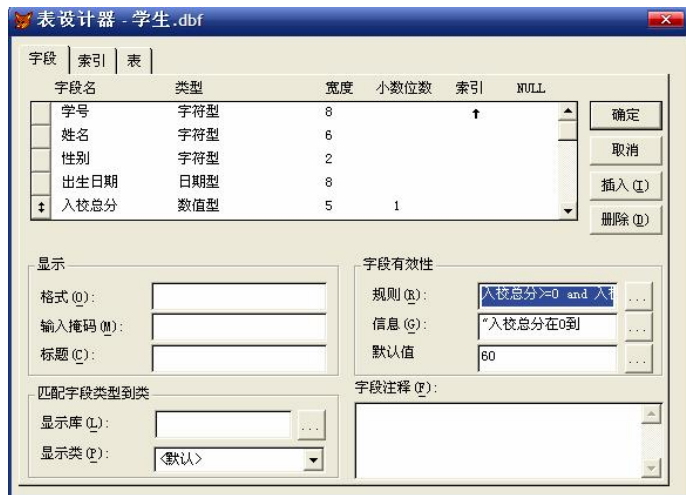 表设计器 - 学生.dbf
字段 索引 表
字段名 类型 宽度 小数位数 索引 NULL
学号 字符型 8 ↑
姓名 字符型 6
性别 字符型 2
出生日期 日期型 8
入校总分 数值型 5 1
确定
取消
插入(I)
删除(D)
显示
格式(O):
输入掩码(M):
标题(C):
字段有效性
规则(R): 入校总分>=0 and 入校 ...
信息(G): "入校总分在0到 ...
默认值 60 ...
匹配字段类型到类
显示库(L): ...
显示类(P): <默认>
字段注释(F):